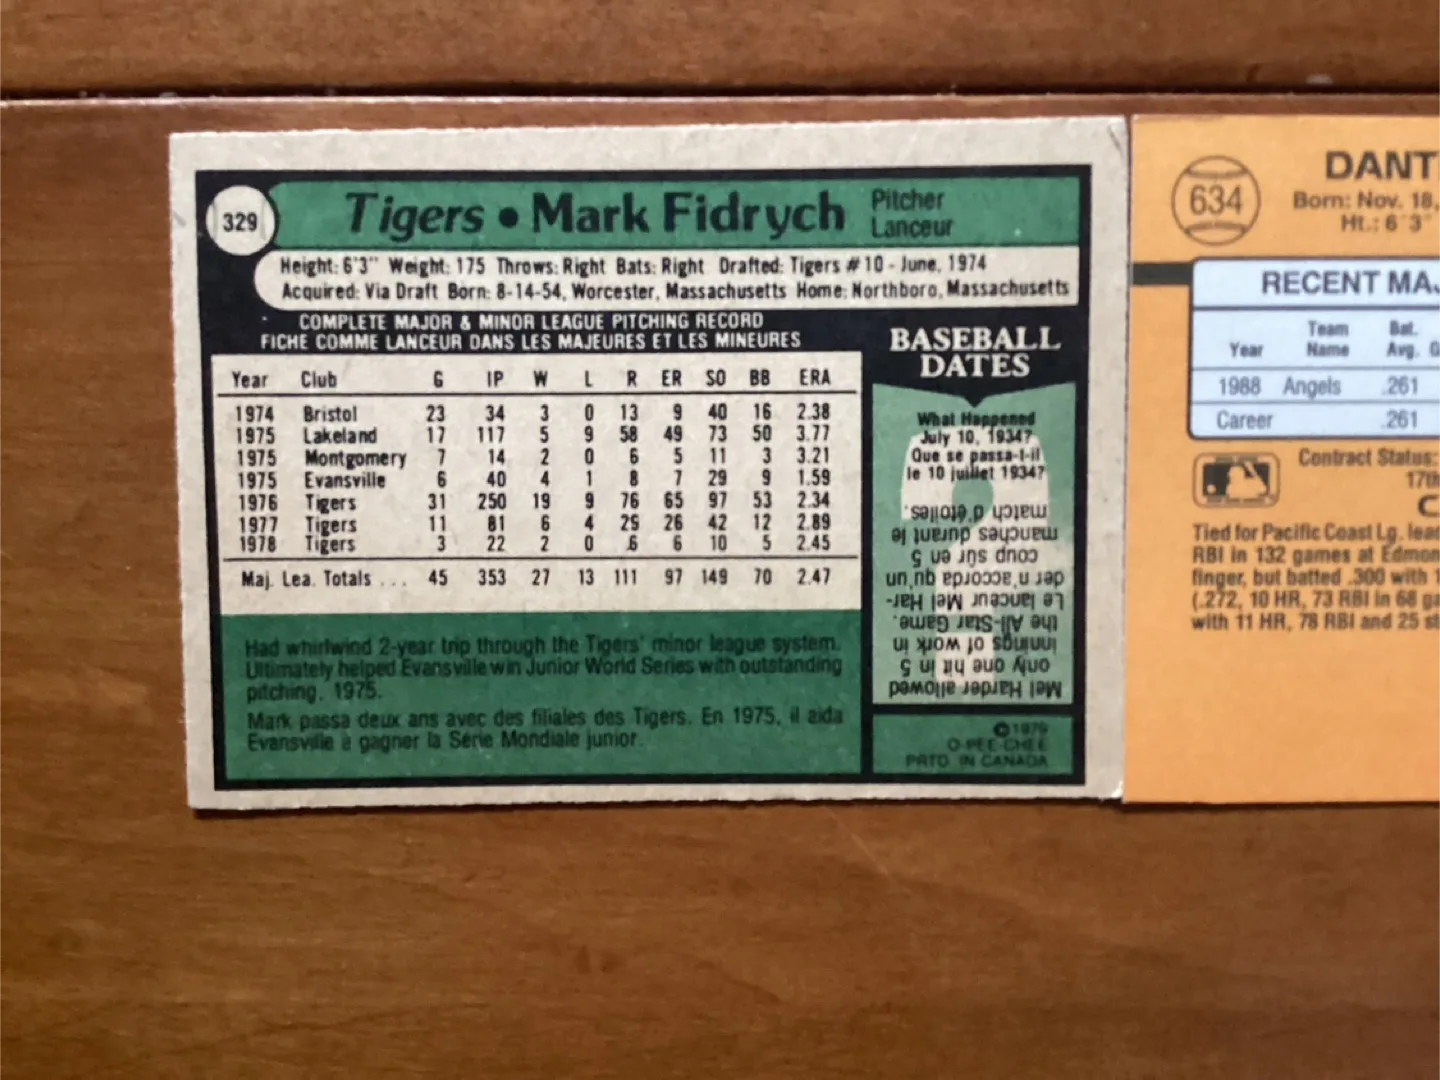 329
Tigers • Mark Fidrych Pitcher
Lanceur
Height: 6'3" Weight: 175 Throws: Right Bats: Right Drafted: Tigers #10 - June, 1974
Acquired: Via Draft Born: 8-14-54, Worcester, Massachusetts Home: Northboro, Massachusetts
COMPLETE MAJOR & MINOR LEAGUE PITCHING RECORD
FICHE COMME LANCEUR DANS LES MAJEURES ET LES MINEURES
Year Club G IP W L R ER SO BB ERA
1974 Bristol 23 34 3 0 13 9 40 16 2.38
1975 Lakeland 17 117 5 9 58 49 73 50 3.77
1975 Montgomery 7 14 2 0 6 5 11 3 3.21
1975 Evansville 6 40 4 1 8 7 29 9 1.59
1976 Tigers 31 250 19 9 76 65 97 53 2.34
1977 Tigers 11 81 6 4 29 26 42 12 2.89
1978 Tigers 3 22 2 0 6 6 10 5 2.45
Maj. Lea. Totals ... 45 353 27 13 111 97 149 70 2.47
Had whirlwind 2-year trip through the Tigers' minor league system.
Ultimately helped Evansville win Junior World Series with outstanding
pitching, 1975.
Mark passa deux ans avec des filiales des Tigers. En 1975, il aida
Evansville à gagner la Serie Mondiale junior.
BASEBALL
DATES
What Happened
July 10, 1934?
Que se passa-t-il
le 10 juillet 1934?
Mel Harder allowed
only one hit in 5
innings of work in
the All-Star Game.
Le lanceur Mel Har-
der n'accorda qu'un
coup sûr en 5
manches durant le
match d'étoiles.
©1979
O-PEE-CHEE
PRTD. IN CANADA
634
DANT
Born: Nov. 18,
Ht.: 6'3"
RECENT MAJ
Year Team Name Bat. Avg. G
1988 Angels .261
Career .261
Contract Status:
17th
C
Tied for Pacific Coast Lg. lea
RBI in 132 games at Edmon
finger, but batted .300 with 1
(.272, 10 HR, 73 RBI in 68 ga
with 11 HR, 78 RBI and 25 st